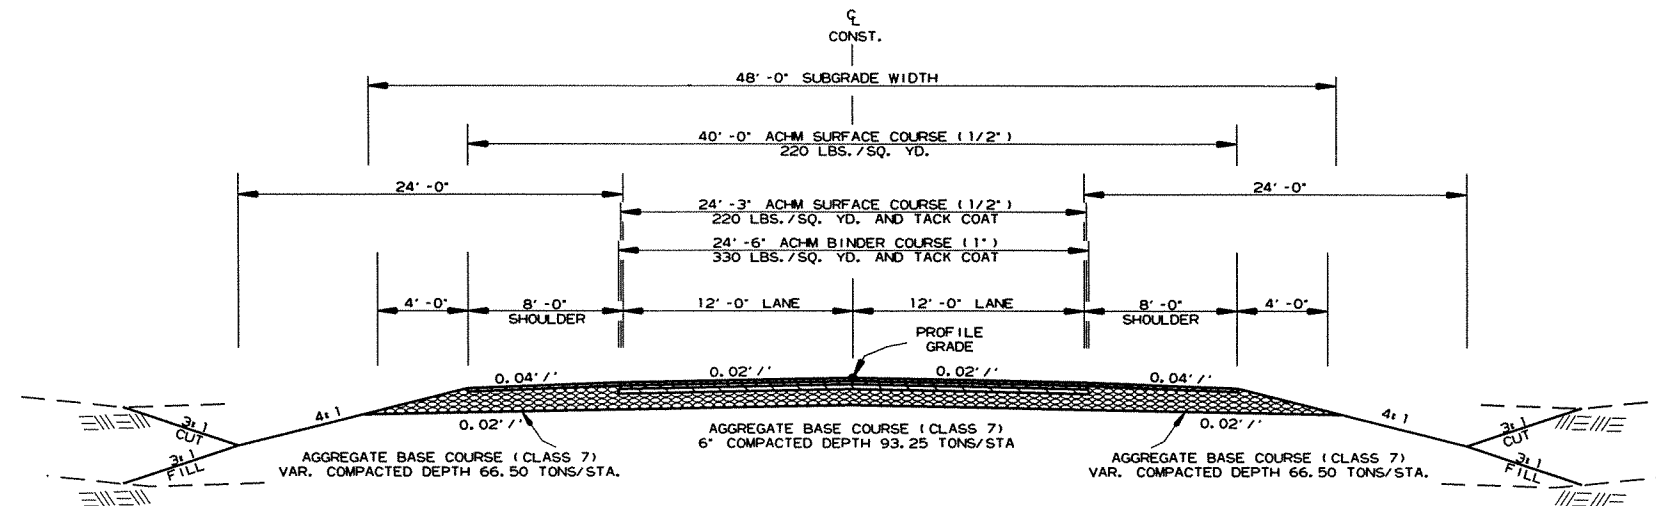 ℄
CONST.
48'-0" SUBGRADE WIDTH
40'-0" ACHM SURFACE COURSE (1/2")
220 LBS./SQ. YD.
24'-0"
24'-0"
24'-3" ACHM SURFACE COURSE (1/2")
220 LBS./SQ. YD. AND TACK COAT
24'-6" ACHM BINDER COURSE (1")
330 LBS./SQ. YD. AND TACK COAT
4'-0"
8'-0"
SHOULDER
12'-0" LANE
12'-0" LANE
8'-0"
SHOULDER
4'-0"
PROFILE
GRADE
0.04'/'
0.02'/'
0.02'/'
0.04'/'
3:1
CUT
4:1
0.02'/'
0.02'/'
4:1
3:1
CUT
3:1
FILL
AGGREGATE BASE COURSE (CLASS 7)
6" COMPACTED DEPTH 93.25 TONS/STA
3:1
FILL
AGGREGATE BASE COURSE (CLASS 7)
VAR. COMPACTED DEPTH 66.50 TONS/STA.
AGGREGATE BASE COURSE (CLASS 7)
VAR. COMPACTED DEPTH 66.50 TONS/STA.